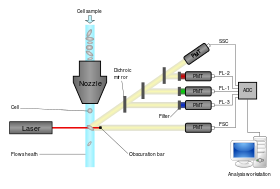 Cell sample
SSC
PMT
Dichroic
mirror
FL-2
PMT
Nozzle
FL-1
PMT
ADC
FL-3
PMT
Cell
Filter
FSC
PMT
Laser
Flowsheath
Obscuration bar
Analysis workstation